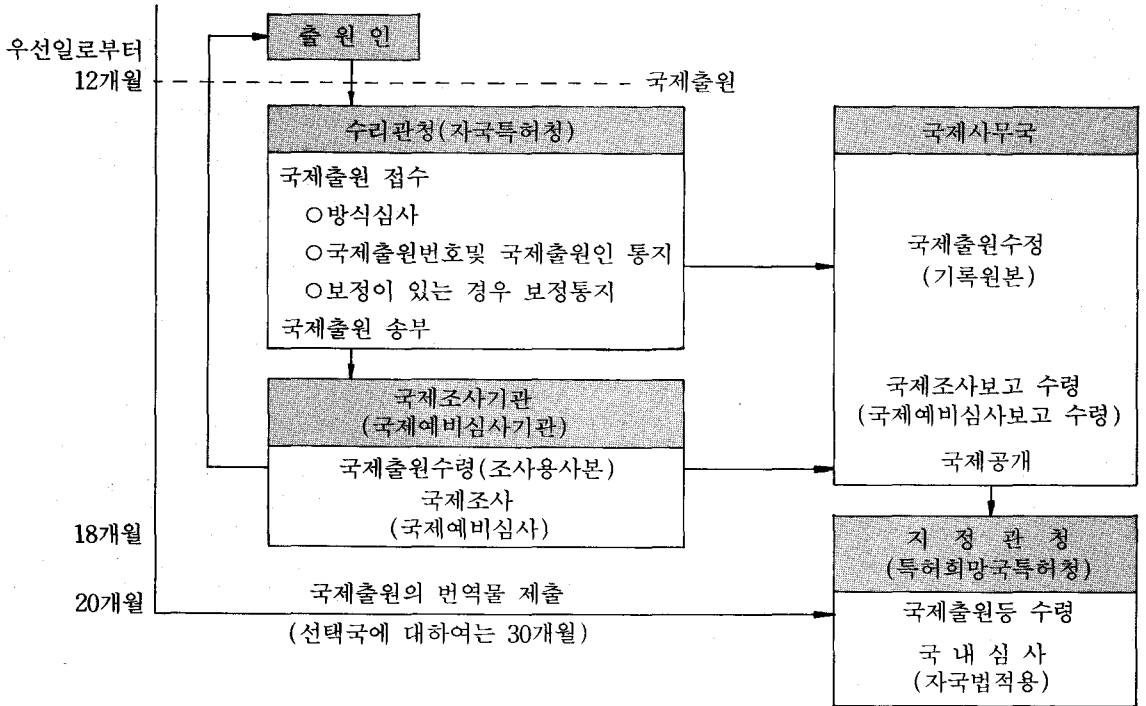 출 원 인
우선일로부터
12개월
국제출원
수리관청(자국특허청)
국제출원 접수
○방식심사
○국제출원번호및 국제출원인 통지
○보정이 있는 경우 보정통지
국제출원 송부
국제사무국
국제출원수정
(기록원본)
국제조사보고 수령
(국제예비심사보고 수령)
국제공개
국제조사기관
(국제예비심사기관)
국제출원수령(조사용사본)
국제조사
(국제예비심사)
18개월
지 정 관 청
(특허희망국특허청)
국제출원등 수령
국 내 심 사
(자국법적용)
20개월
국제출원의 번역물 제출
(선택국에 대하여는 30개월)